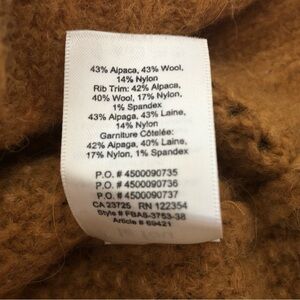 43% Alpaca, 43% Wool,
14% Nylon
Rib Trim: 42% Alpaca,
40% Wool, 17% Nylon,
1% Spandex
43% Alpaga, 43% Laine,
14% Nylon
Garniture Côtelée:
42% Alpaga, 40% Laine,
17% Nylon, 1% Spandex
P.O. # 4500090735
P.O. # 4500090736
P.O. # 4500090737
CA 23725 RN 122354
Style # FBA8-3753-38
Article # 69421